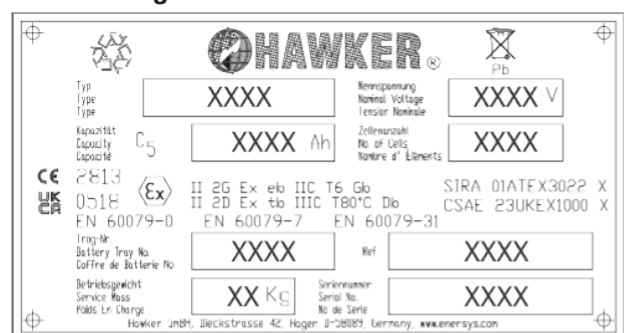 HAWKER®
Pb
Typ
Type
Type
XXXX
Nennspannung
Nominal Voltage
Tension Nominale
XXXX V
Kapazität
Capacity
Capacité
C5
XXXX Ah
Zellenanzahl
No. of Cells
Nombre d' Élements
XXXX
CE 2813
UKCA 0518
Ex
II 2G Ex eb IIC T6 Gb
II 2D Ex tb IIIC T80°C Db
SIRA 01ATEX3022 X
CSAE 23UKEX1000 X
EN 60079-0 EN 60079-7 EN 60079-31
Trog-Nr
Battery Tray No.
Coffre de Batterie No
XXXX
Ref
XXXX
Betriebsgewicht
Service Mass
Poids En Charge
XX Kg
Seriennummer
Serial No.
No de Serie
XXXX
Hawker GmbH, Dieckstrasse 42, Hagen D-58089, Germany, www.enersys.com